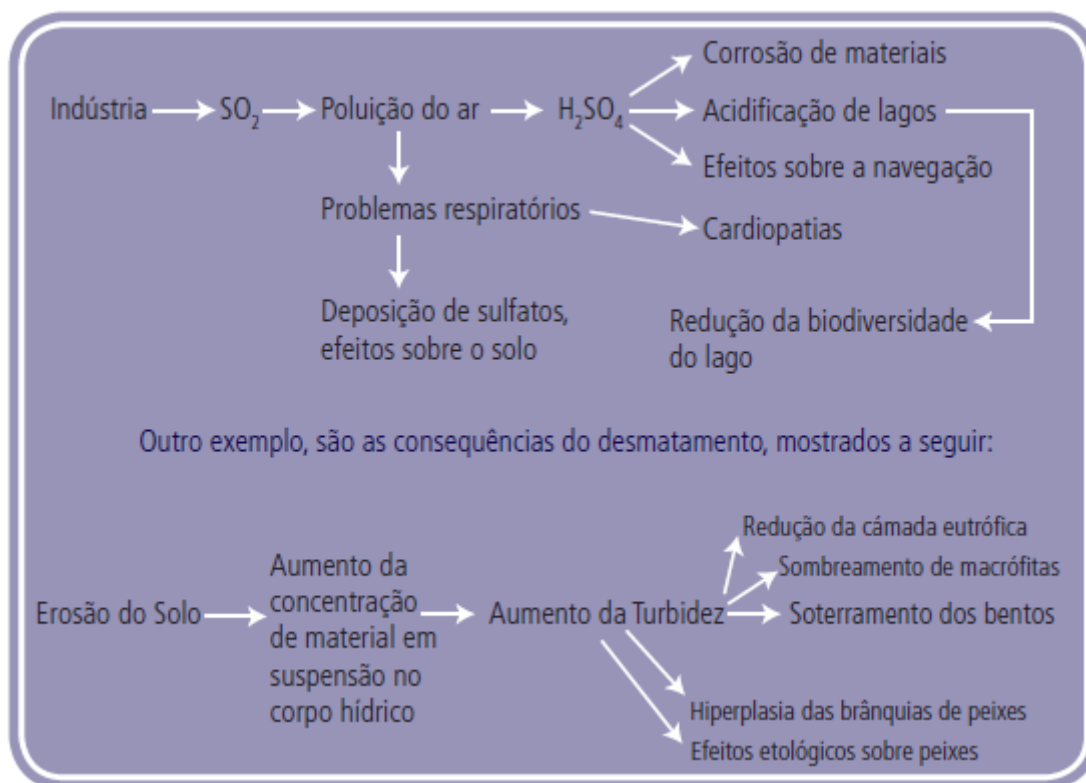 Corrosão de materiais
Indústria SO₂ Poluição do ar H₂SO₄ Acidificação de lagos
Efeitos sobre a navegação
Problemas respiratórios
Cardiopatias
Deposição de sulfatos,
efeitos sobre o solo
Redução da biodiversidade
do lago
Outro exemplo, são as consequências do desmatamento, mostrados a seguir:
Redução da cámada eutrófica
Sombreamento de macrófitas
Erosão do Solo
Aumento da
concentração
de material em
suspensão no
corpo hídrico
Aumento da Turbidez
Soterramento dos bentos
Hiperplasia das brânquias de peixes
Efeitos etológicos sobre peixes